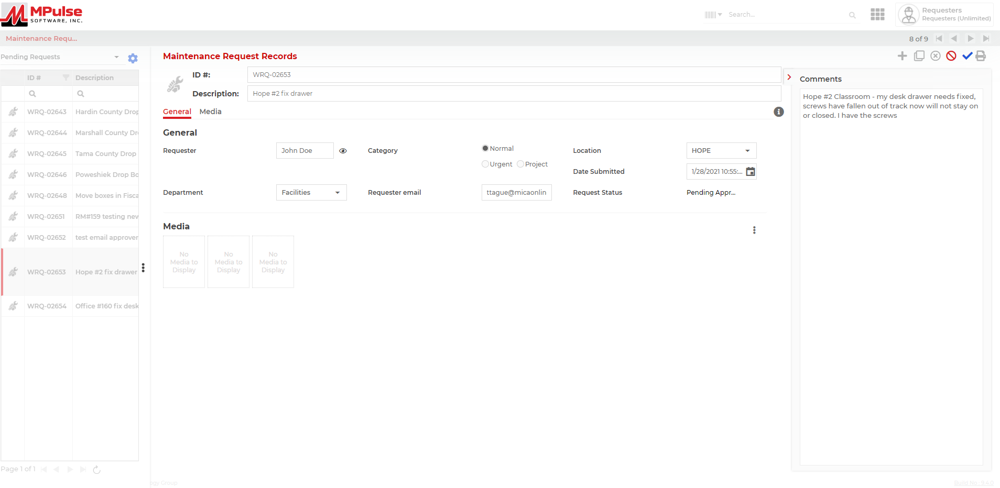 MPulse
SOFTWARE, INC.
Search...
Requesters
Requesters (Unlimited)
Maintenance Requ...
8 of 9
Pending Requests
Maintenance Request Records
ID #
Description
ID #:
WRQ-02653
Description:
Hope #2 fix drawer
Comments
Hope #2 Classroom - my desk drawer needs fixed,
screws have fallen out of track now will not stay on
or closed. I have the screws
WRQ-02643 Hardin County Drop
WRQ-02644 Marshall County Dr
WRQ-02645 Tama County Drop
WRQ-02646 Poweshiek Drop Bo
WRQ-02648 Move boxes in Fisca
WRQ-02651 RM#159 testing new
WRQ-02652 test email approver
WRQ-02653 Hope #2 fix drawer
WRQ-02654 Office #160 fix desk
General
Media
General
Requester
John Doe
Category
Normal
Urgent
Project
Location
HOPE
Date Submitted
1/28/2021 10:55:...
Department
Facilities
Requester email
ttague@micaonlin
Request Status
Pending Appr...
Media
No
Media to
Display
No
Media to
Display
No
Media to
Display
Page 1 of 1
ogy Group
Build No : 9.4.0